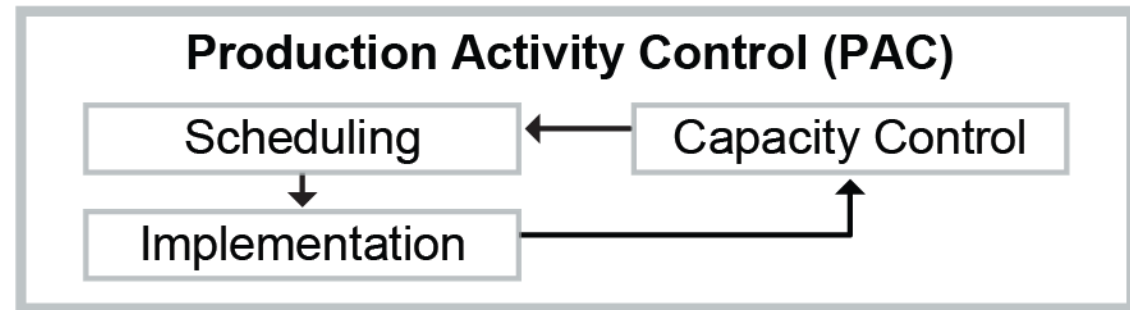 Production Activity Control (PAC)
Scheduling
Capacity Control
Implementation